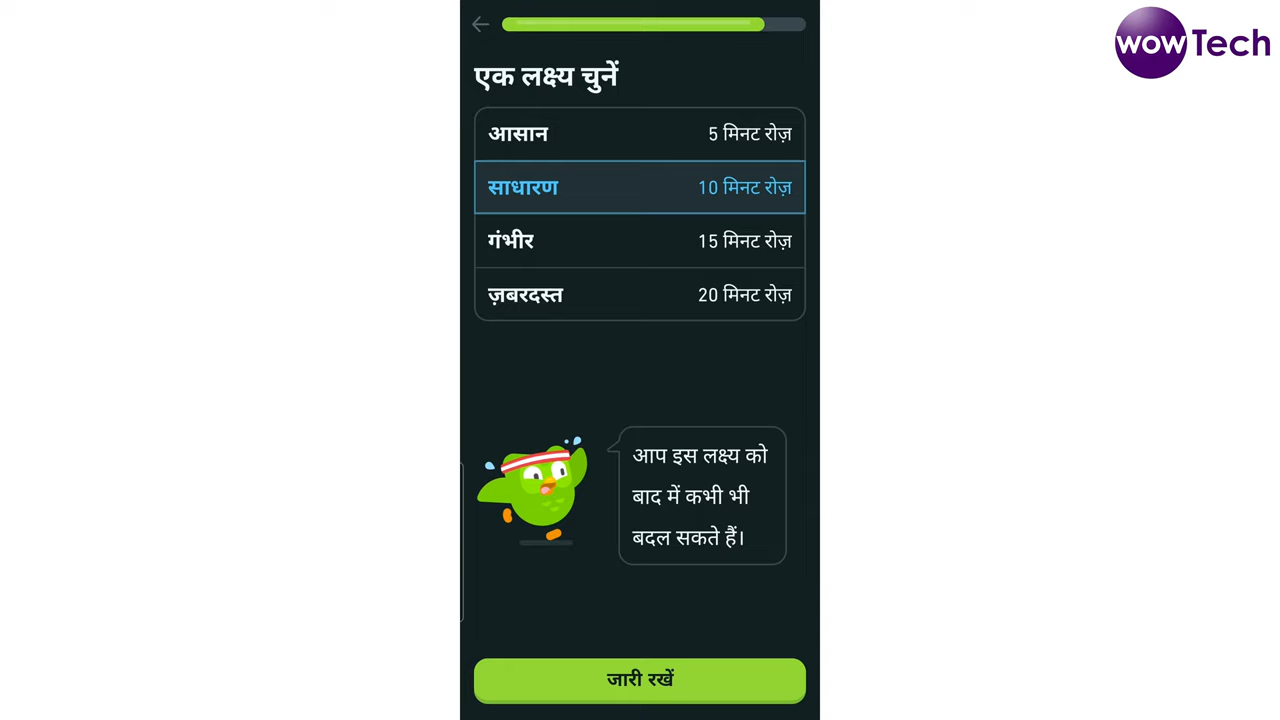 wowTech
एक लक्ष्य चुनें
आसान 5 मिनट रोज़
साधारण 10 मिनट रोज़
गंभीर 15 मिनट रोज़
ज़बरदस्त 20 मिनट रोज़
आप इस लक्ष्य को
बाद में कभी भी
बदल सकते हैं।
जारी रखें